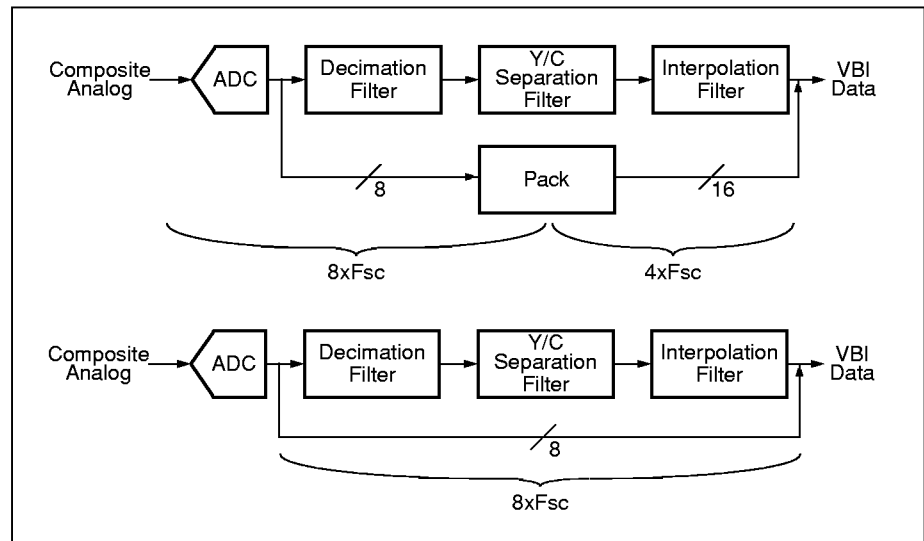 Composite
Analog
ADC
Decimation
Filter
Y/C
Separation
Filter
Interpolation
Filter
VBI
Data
8
Pack
16
8xFsc
4xFsc
Composite
Analog
ADC
Decimation
Filter
Y/C
Separation
Filter
Interpolation
Filter
VBI
Data
8
8xFsc